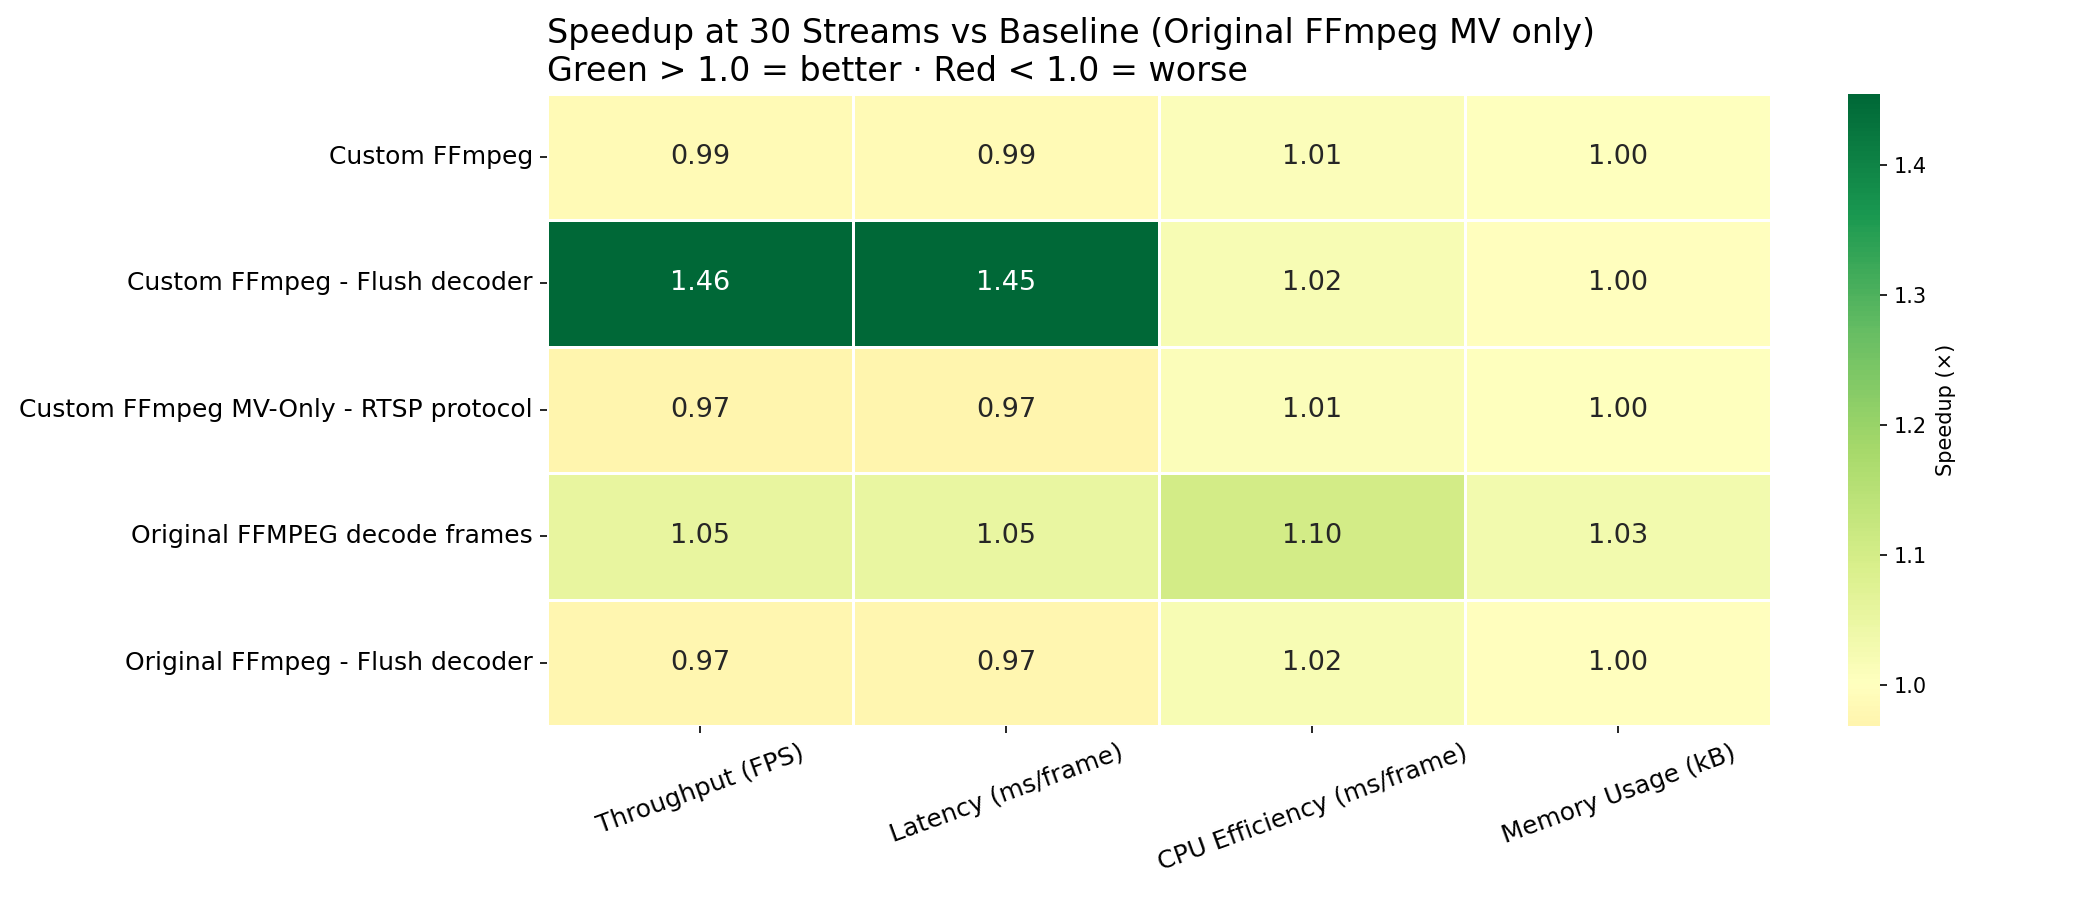 Speedup at 30 Streams vs Baseline (Original FFmpeg MV only)
Green > 1.0 = better · Red < 1.0 = worse
Custom FFmpeg
0.99 0.99 1.01 1.00
Custom FFmpeg - Flush decoder
1.46 1.45 1.02 1.00
Custom FFmpeg MV-Only - RTSP protocol
0.97 0.97 1.01 1.00
Original FFMPEG decode frames
1.05 1.05 1.10 1.03
Original FFmpeg - Flush decoder
0.97 0.97 1.02 1.00
Throughput (FPS)
Latency (ms/frame)
CPU Efficiency (ms/frame)
Memory Usage (kB)
1.4
1.3
1.2
1.1
1.0
Speedup (×)